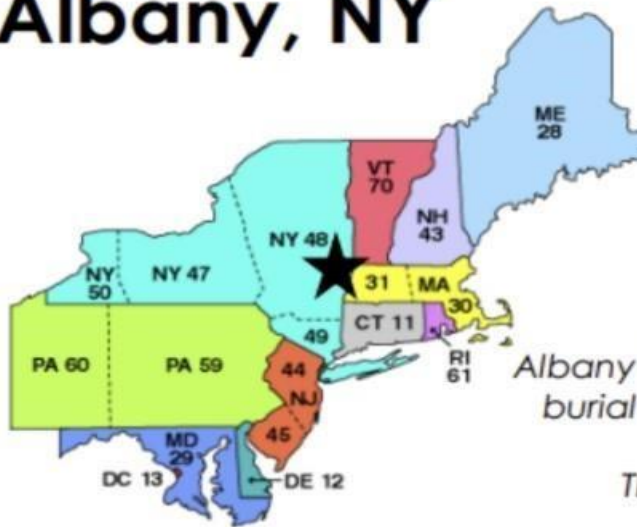 Albany, NY
ME
28
VT
70
NH
43
NY 48
NY
50
NY 47
31
MA
30
49
CT 11
RI
61
PA 60
PA 59
44
NJ
45
MD
29
DC 13
DE 12
Albany
burial